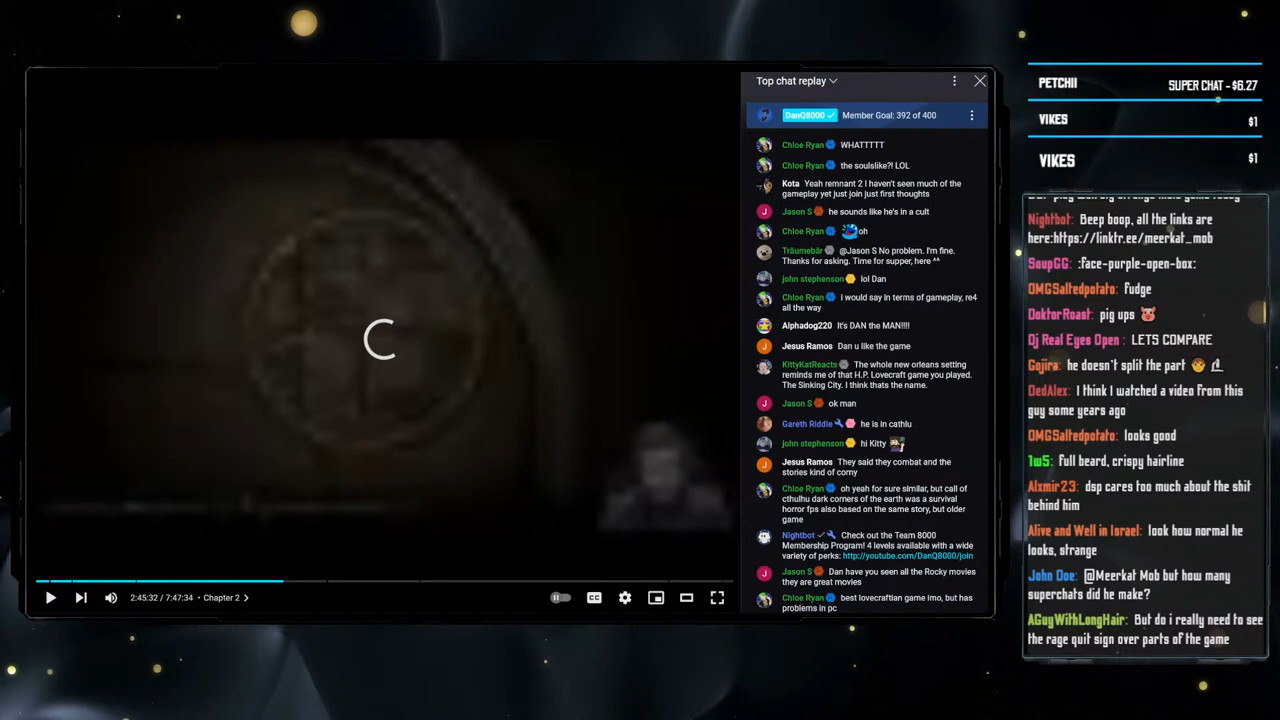 Top chat replay
DanQ8000 Member Goal: 392 of 400
Chloe Ryan WHATTTTT
Chloe Ryan the soulslike?! LOL
Kota Yeah remnant 2 I haven't seen much of the
gameplay yet just join just first thoughts
Jason S he sounds like he's in a cult
Chloe Ryan oh
Träumebär @Jason S No problem. I'm fine.
Thanks for asking. Time for supper, here ^^
john stephenson lol Dan
Chloe Ryan i would say in terms of gameplay, re4
all the way
Alphadog220 It's DAN the MAN!!!!
Jesus Ramos Dan u like the game
KittyKatReacts The whole new orleans setting
reminds me of that H.P. Lovecraft game you played.
The Sinking City. I think thats the name.
Jason S ok man
Gareth Riddle he is in cathlu
john stephenson hi Kitty
Jesus Ramos They said they combat and the
stories kind of corny
Chloe Ryan oh yeah for sure similar, but call of
cthulhu dark corners of the earth was a survival
horror fps also based on the same story, but older
game
Nightbot Check out the Team 8000
Membership Program! 4 levels available with a wide
variety of perks: http://youtube.com/DanQ8000/join
Jason S Dan have you seen all the Rocky movies
they are great movies
Chloe Ryan best lovecraftian game imo, but has
problems in pc
2:45:32 / 7:47:34 • Chapter 2
CC
PETCHII SUPER CHAT - $6.27
VIKES $1
VIKES $1
Nightbot: Beep boop, all the links are
here:https://linktr.ee/meerkat_mob
SoupGG: :face-purple-open-box:
OMGSaltedpotato: fudge
DoktorRoast: pig ups 🐷
Dj Real Eyes Open : LETS COMPARE
Gojira: he doesn't split the part
DedAlex: I think I watched a video from this
guy some years ago
OMGSaltedpotato: looks good
1w5: full beard, crispy hairline
Alxmir23: dsp cares too much about the shit
behind him
Alive and Well in Israel: look how normal he
looks, strange
John Doe: @Meerkat Mob but how many
superchats did he make?
AGuyWithLongHair: But do i really need to see
the rage quit sign over parts of the game